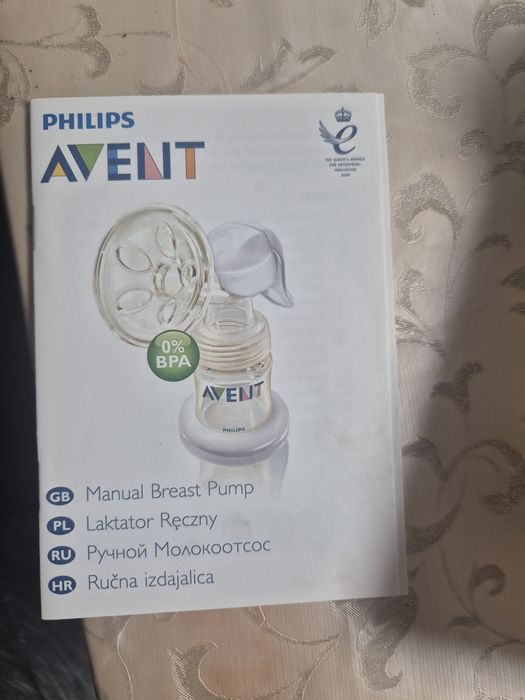 PHILIPS
AVENT
THE QUEEN'S AWARDS
FOR ENTERPRISE:
INNOVATION
0%
BPA
AVENT
PHILIPS
GB Manual Breast Pump
PL Laktator Ręczny
RU Ручной Молокоотсос
HR Ručna izdajalica